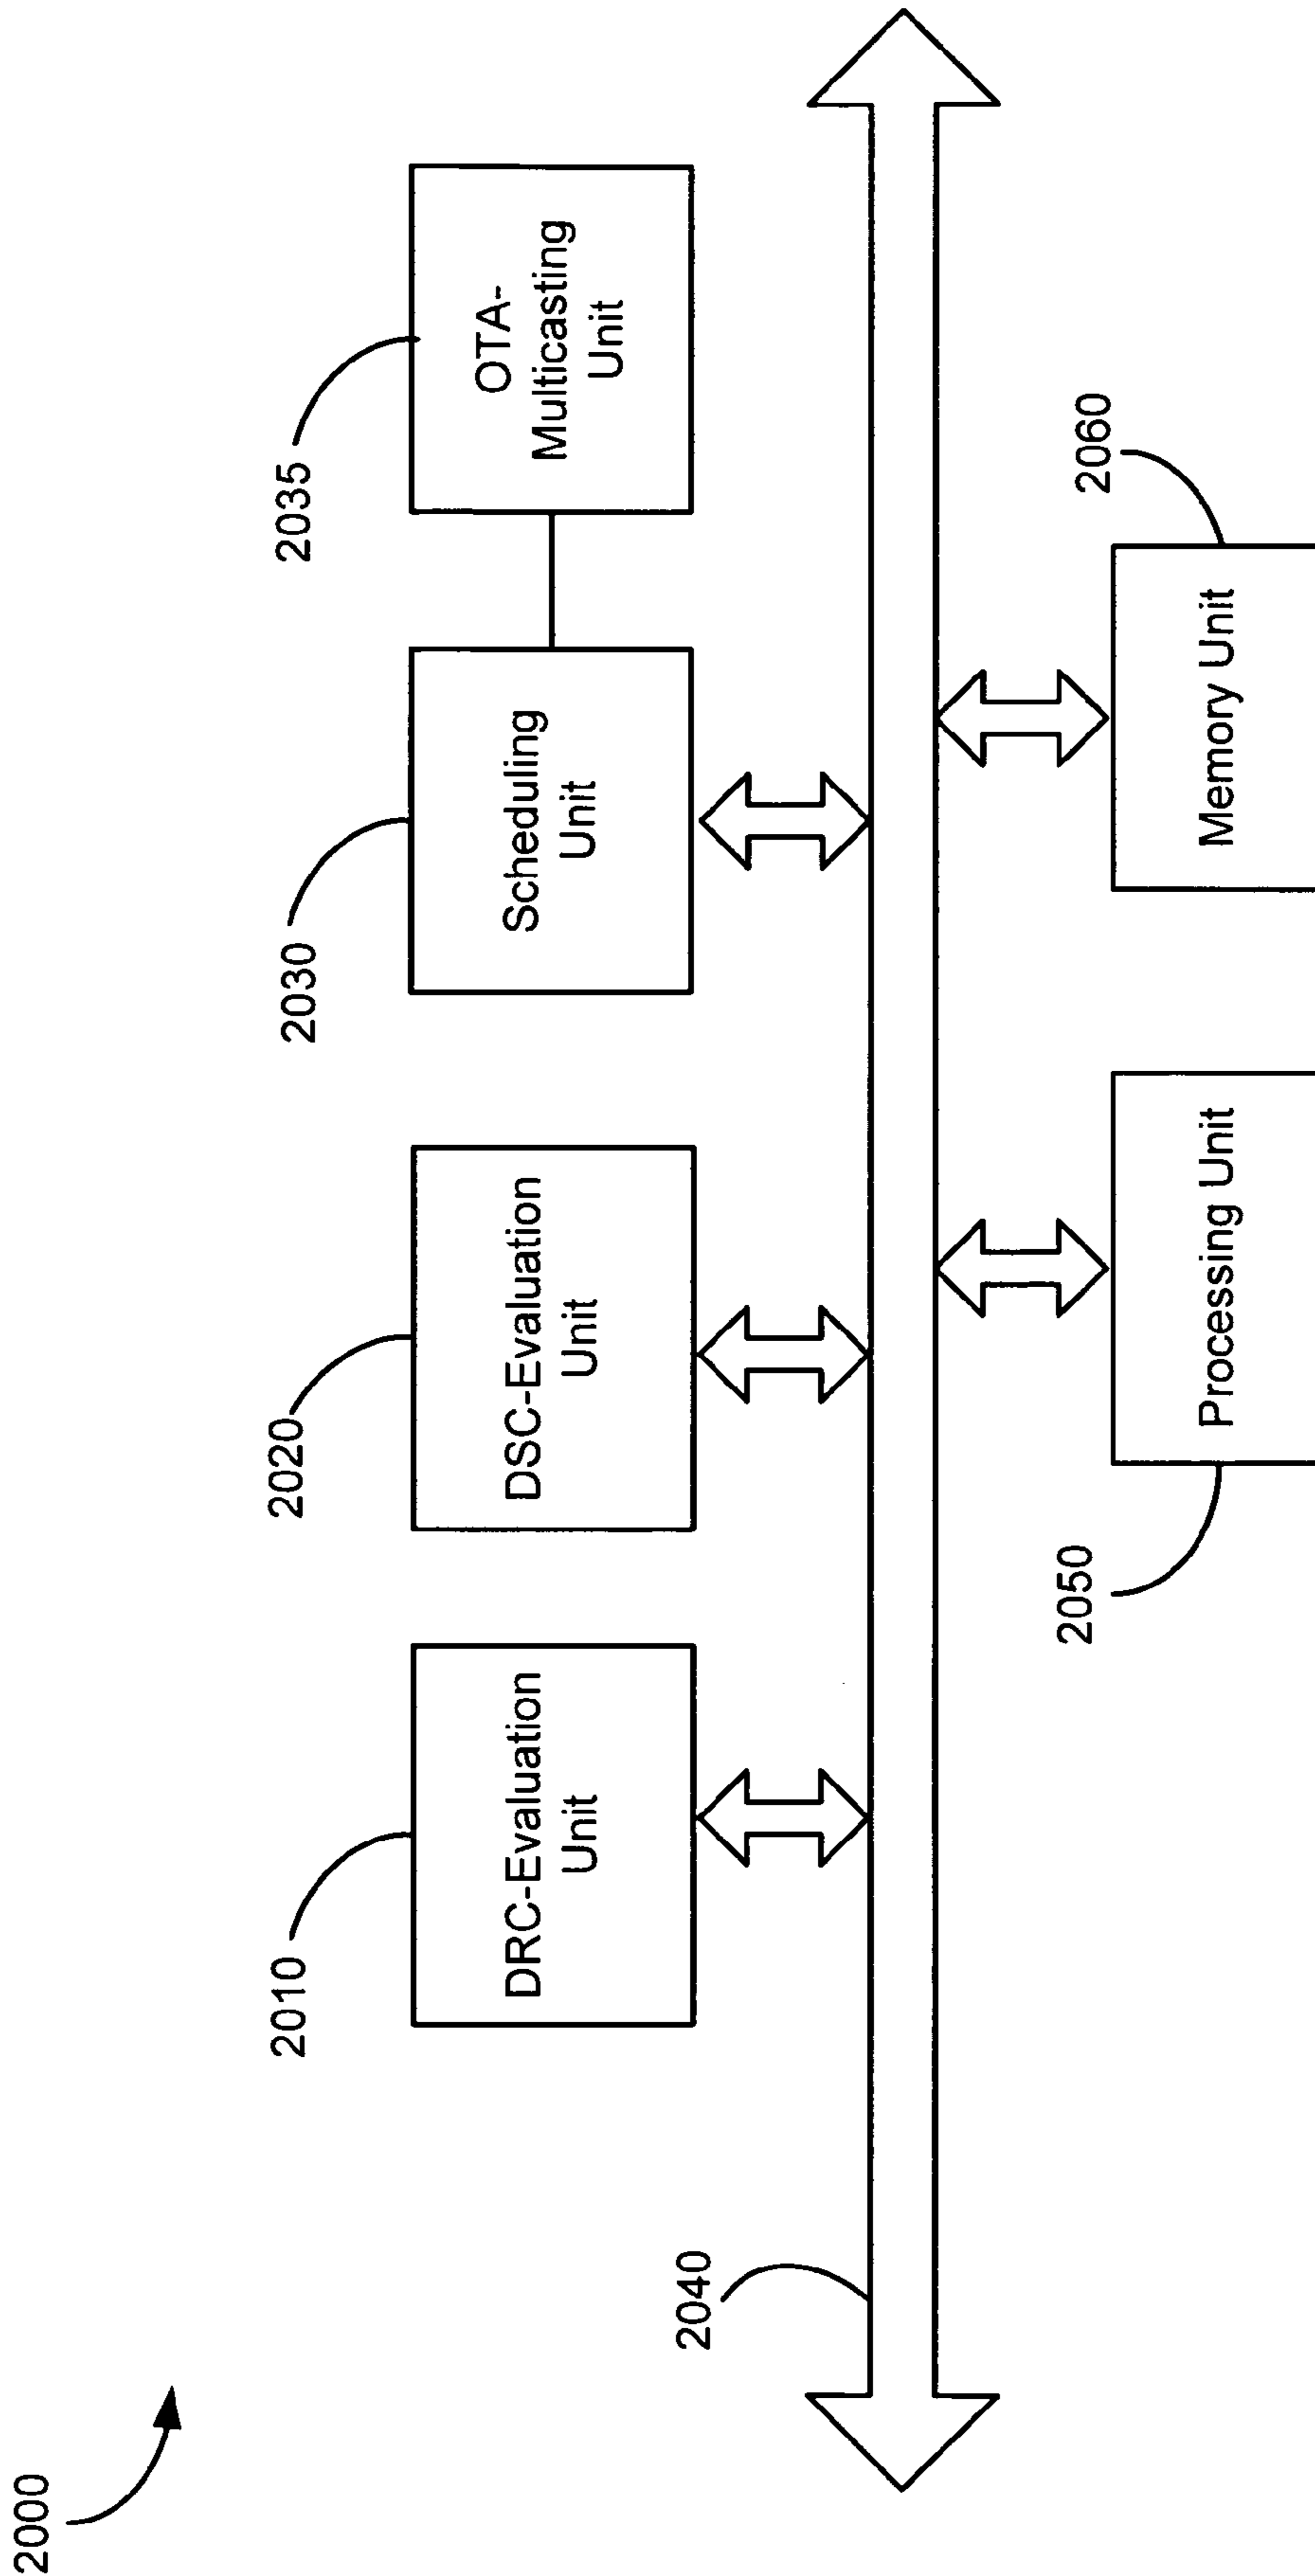 2000
2010
DRC-Evaluation
Unit
2020
DSC-Evaluation
Unit
2030
Scheduling
Unit
2035
OTA-
Multicasting
Unit
2040
2050
Processing Unit
2060
Memory Unit